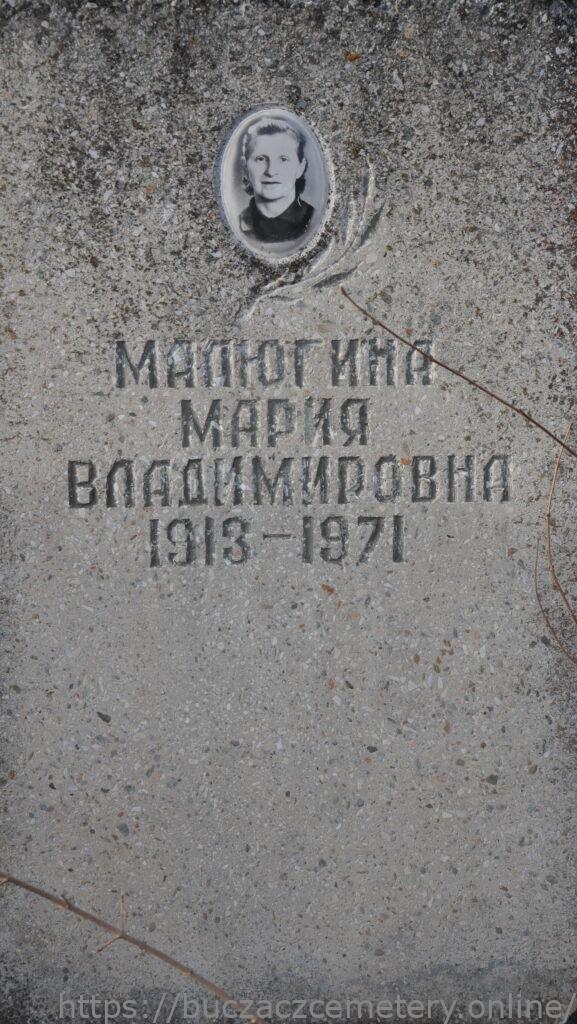 МАЛЮГИНА
МАРИЯ
ВЛАДИМИРОВНА
1913-1971
https://buczaczcemetery.online/